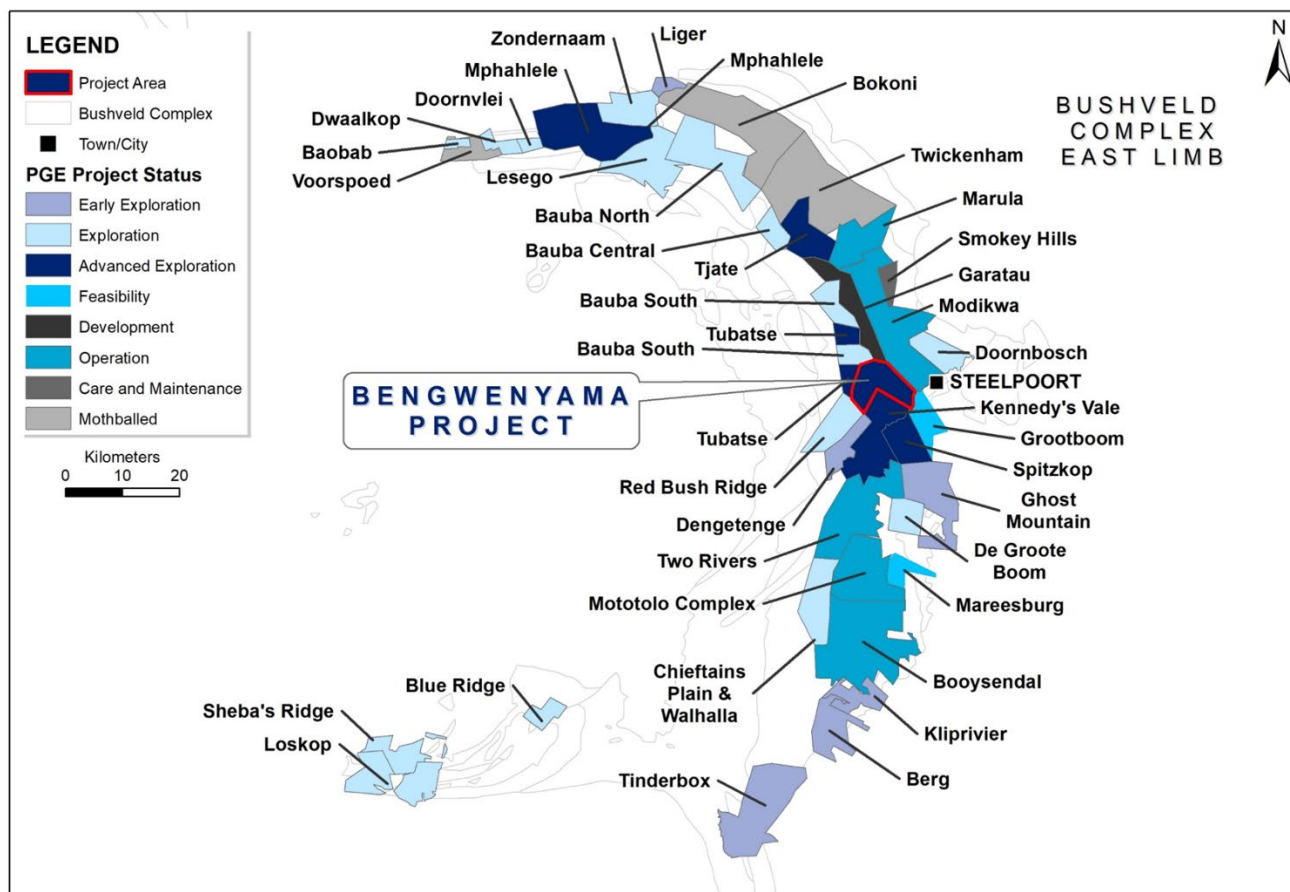 LEGEND
Project Area
Bushveld Complex
Town/City
PGE Project Status
Early Exploration
Exploration
Advanced Exploration
Feasibility
Development
Operation
Care and Maintenance
Mothballed
Kilometers
0 10 20
N
BUSHVELD
COMPLEX
EAST LIMB
Liger
Zondernaam
Mphahlele
Mphahlele
Bokoni
Doornvlei
Dwaalkop
Baobab
Voorspoed
Lesego
Twickenham
Bauba North
Marula
Bauba Central
Smokey Hills
Tjate
Garatau
Bauba South
Modikwa
Tubatse
Bauba South
Doornbosch
STEELPOORT
BENGWENYAMA
PROJECT
Kennedy's Vale
Tubatse
Grootboom
Spitzkop
Red Bush Ridge
Ghost
Mountain
Dengetenge
De Groote
Boom
Two Rivers
Mototolo Complex
Mareesburg
Chieftains
Plain &
Walhalla
Booysendal
Blue Ridge
Sheba's Ridge
Loskop
Kliprivier
Berg
Tinderbox